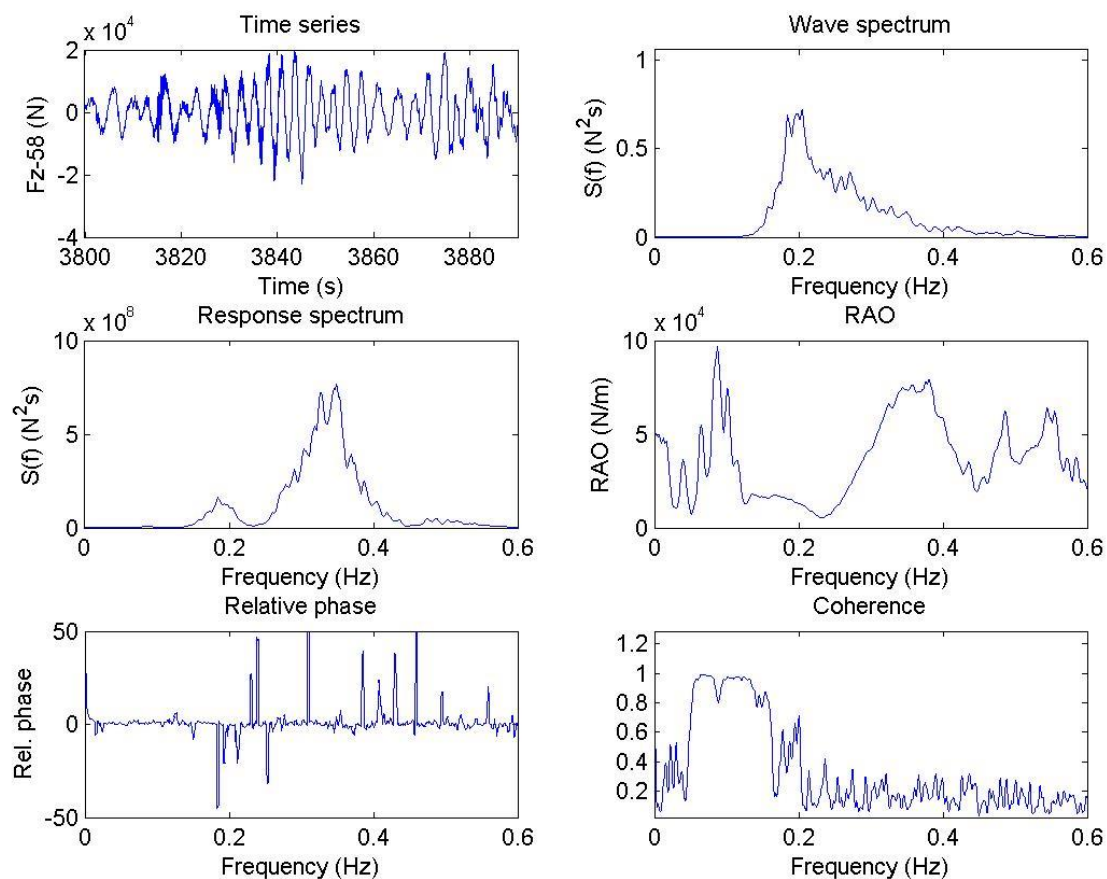 Time series
x 10^4
2
0
-2
-4
Fz-58 (N)
3800 3820 3840 3860 3880
Time (s)
Wave spectrum
1
0.5
0
S(f) (N^2s)
0 0.2 0.4 0.6
Frequency (Hz)
Response spectrum
x 10^8
10
5
0
S(f) (N^2s)
0 0.2 0.4 0.6
Frequency (Hz)
RAO
x 10^4
10
5
0
RAO (N/m)
0 0.2 0.4 0.6
Frequency (Hz)
Relative phase
50
0
-50
Rel. phase
0 0.2 0.4 0.6
Frequency (Hz)
Coherence
1.2
1
0.8
0.6
0.4
0.2
0 0.2 0.4 0.6
Frequency (Hz)